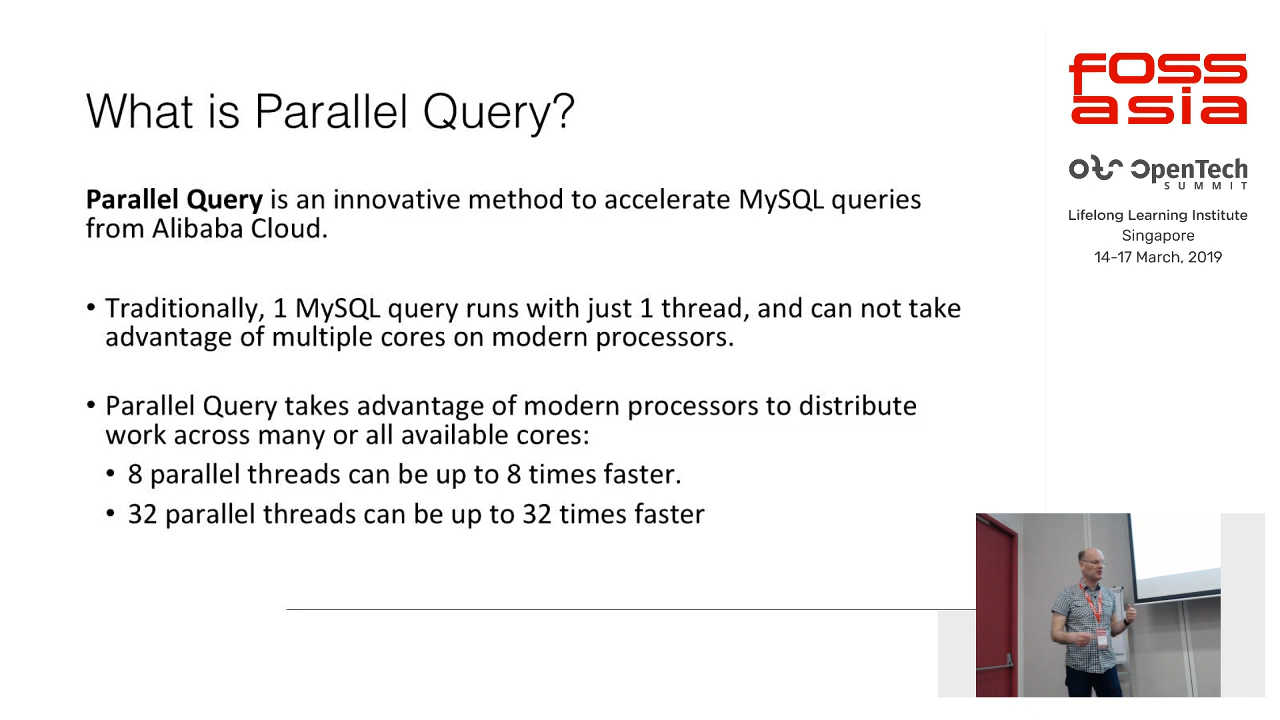 What is Parallel Query?
Parallel Query is an innovative method to accelerate MySQL queries
from Alibaba Cloud.
• Traditionally, 1 MySQL query runs with just 1 thread, and can not take
advantage of multiple cores on modern processors.
• Parallel Query takes advantage of modern processors to distribute
work across many or all available cores:
• 8 parallel threads can be up to 8 times faster.
• 32 parallel threads can be up to 32 times faster
foss
asia
OTS OpenTech
SUMMIT
Lifelong Learning Institute
Singapore
14-17 March, 2019